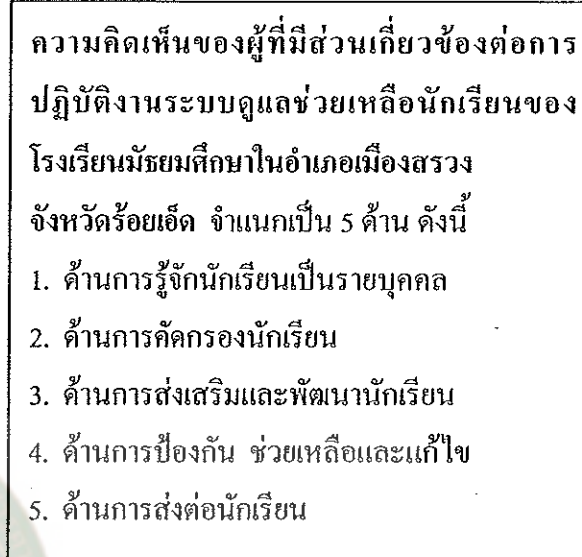 ความคิดเห็นของผู้ที่มีส่วนเกี่ยวข้องต่อการ
ปฏิบัติงานระบบดูแลช่วยเหลือนักเรียนของ
โรงเรียนมัธยมศึกษาในอำเภอเมืองสรวง
จังหวัดร้อยเอ็ด จำแนกเป็น 5 ด้าน ดังนี้
1. ด้านการรู้จักนักเรียนเป็นรายบุคคล
2. ด้านการคัดกรองนักเรียน
3. ด้านการส่งเสริมและพัฒนานักเรียน
4. ด้านการป้องกัน ช่วยเหลือและแก้ไข
5. ด้านการส่งต่อนักเรียน